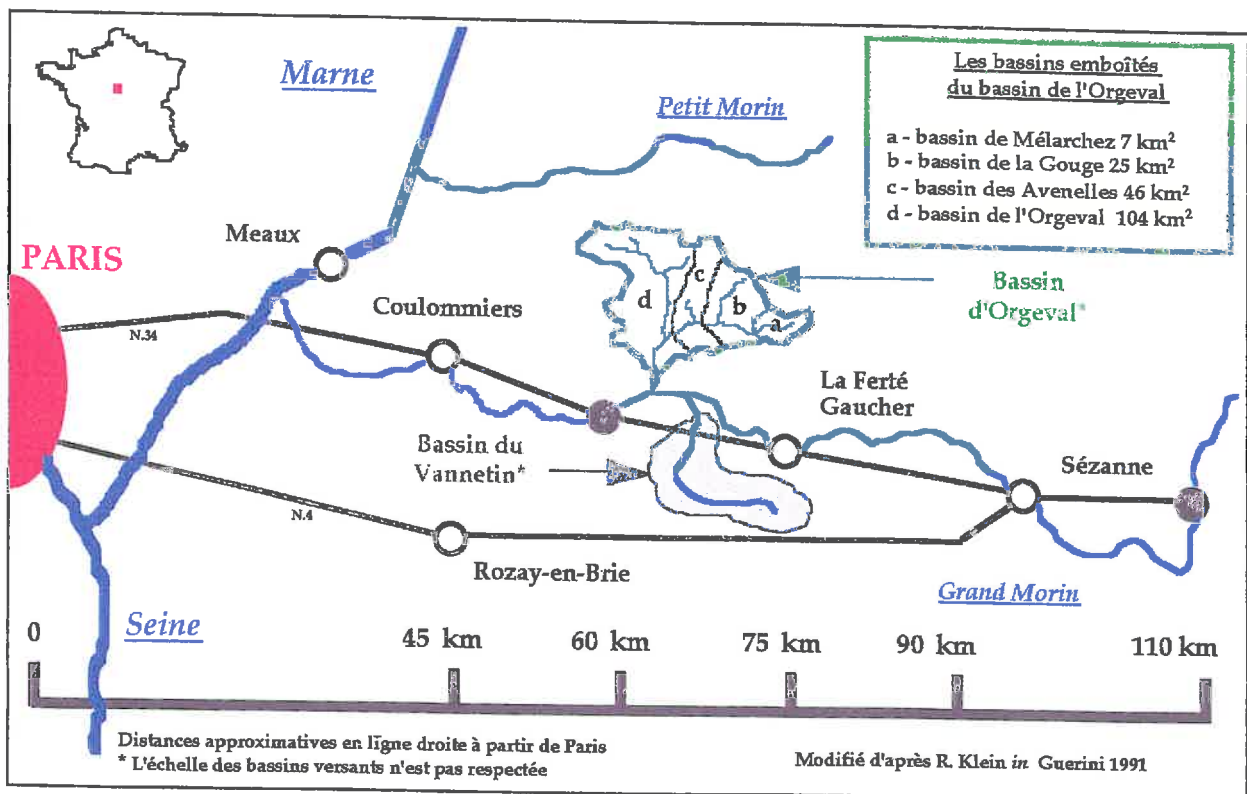 Marne
Petit Morin
Les bassins emboîtés
du bassin de l'Orgeval
a - bassin de Mélarchez 7 km²
b - bassin de la Gouge 25 km²
c - bassin des Avenelles 46 km²
d - bassin de l'Orgeval 104 km²
Meaux
PARIS
c
d
b
a
Bassin
d'Orgeval*
Coulommiers
N.34
La Ferté
Gaucher
Bassin du
Vannetin*
Sézanne
N.4
Rozay-en-Brie
Grand Morin
Seine
0
45 km
60 km
75 km
90 km
110 km
Distances approximatives en ligne droite à partir de Paris
* L'échelle des bassins versants n'est pas respectée
Modifié d'après R. Klein in Guerini 1991